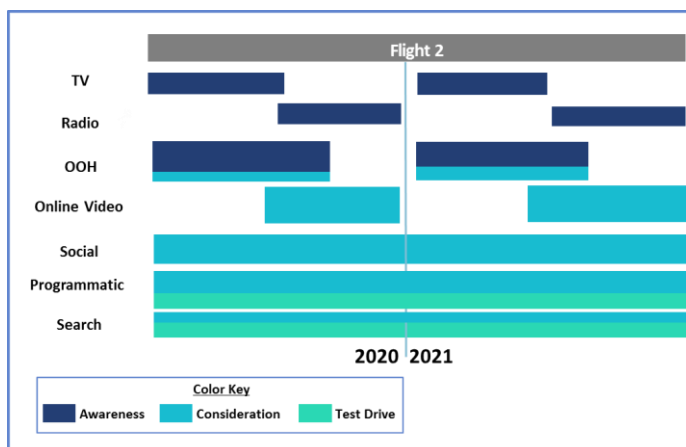 Flight 2
TV
Radio
OOH
Online Video
Social
Programmatic
Search
2020 2021
Color Key
Awareness Consideration Test Drive